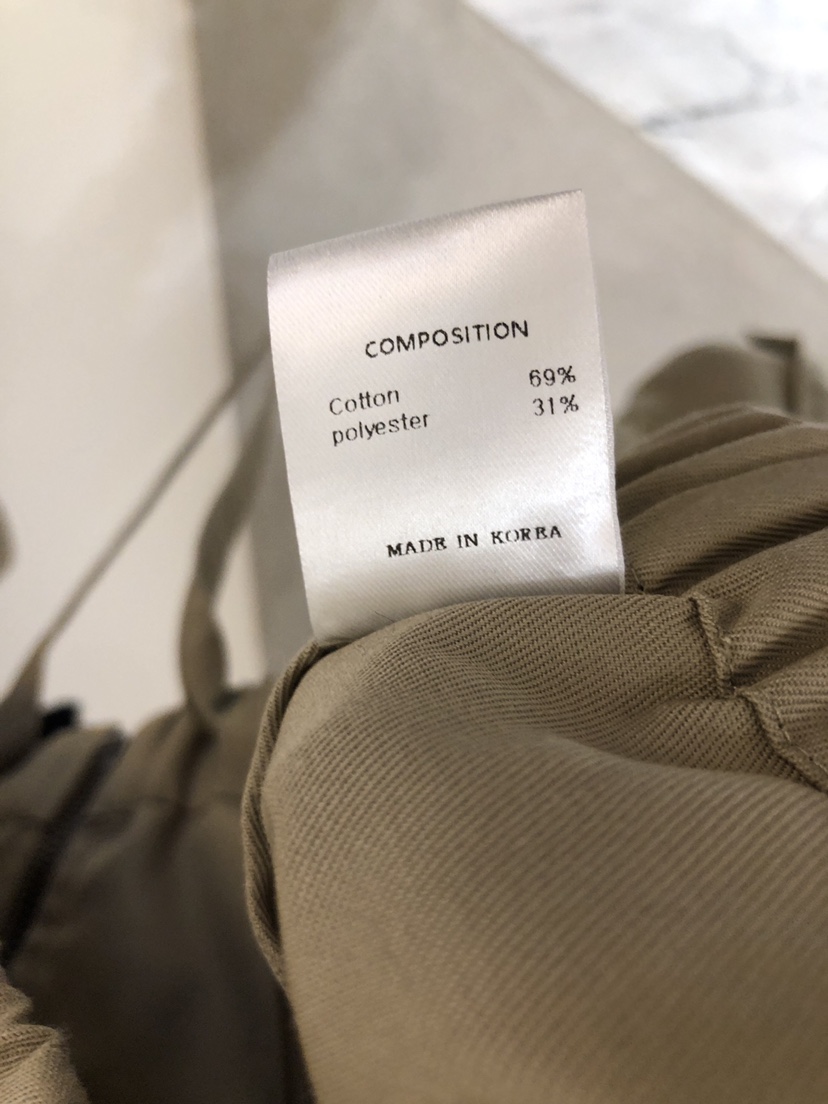 COMPOSITION
Cotton 69%
polyester 31%
MADE IN KOREA